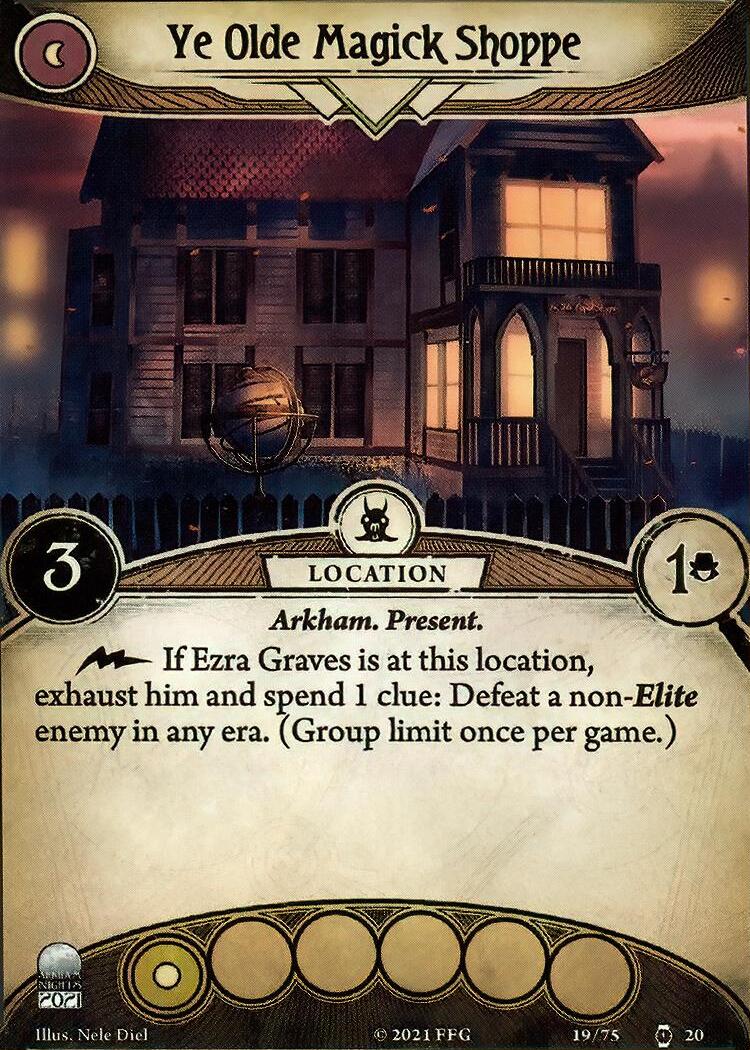 Ye Olde Magick Shoppe
3
LOCATION
1
Arkham. Present.
If Ezra Graves is at this location,
exhaust him and spend 1 clue: Defeat a non-Elite
enemy in any era. (Group limit once per game.)
ARKHAM
NIGHTS
2021
Illus. Nele Diel
© 2021 FFG
19/75
20